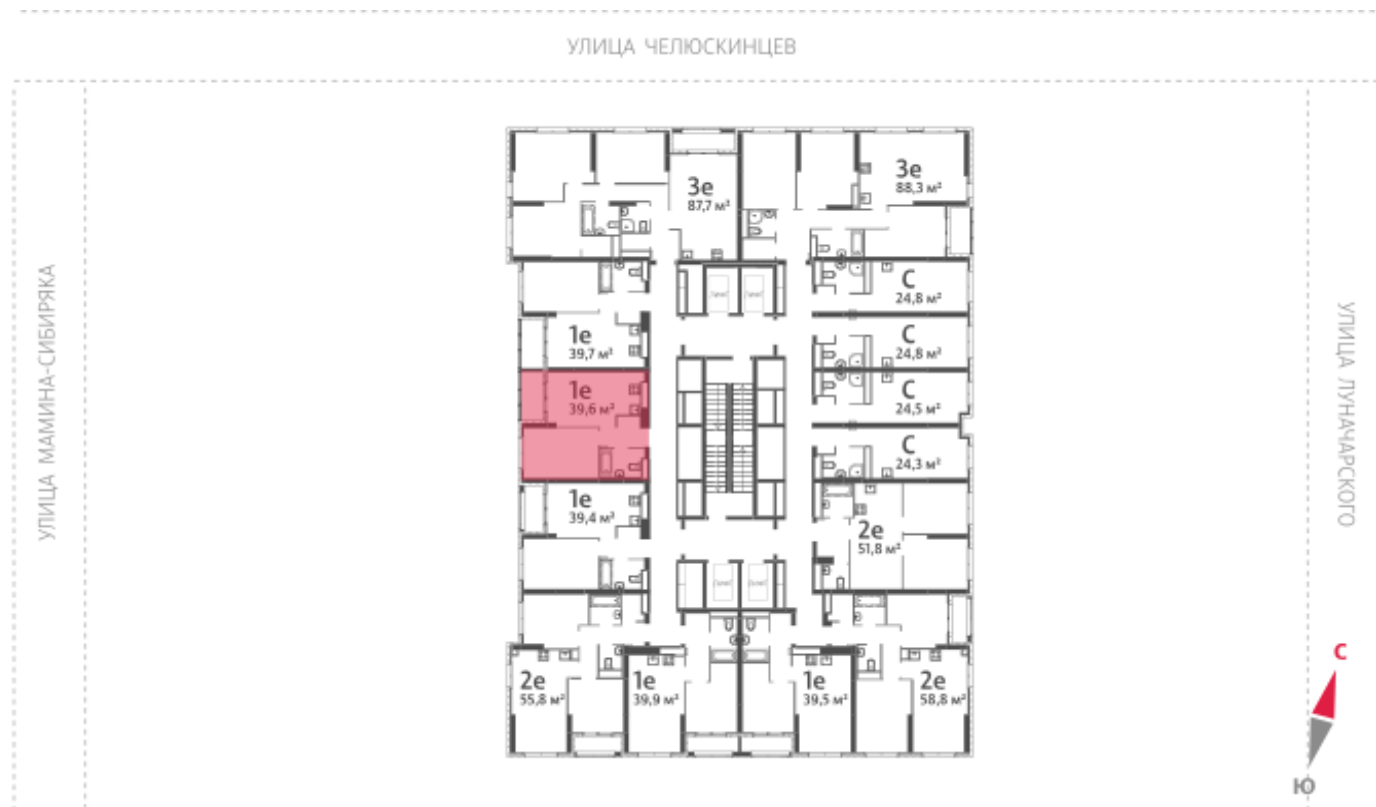 УЛИЦА ЧЕЛЮСКИНЦЕВ
УЛИЦА МАМИНА-СИБИРЯКА
УЛИЦА ЛУНАЧАРСКОГО
3е
87,7 м²
3е
88,3 м²
С
24,8 м²
1е
39,7 м²
С
24,8 м²
1е
39,6 м²
С
24,5 м²
С
24,3 м²
1е
39,4 м²
2е
51,8 м²
2е
55,8 м²
1е
39,9 м²
1е
39,5 м²
2е
58,8 м²
С
Ю